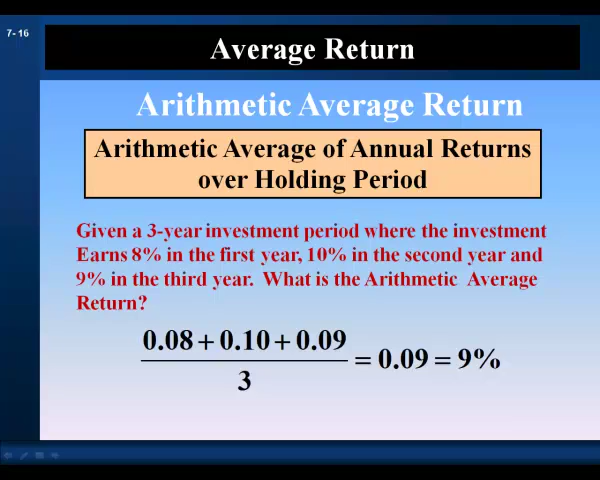 7- 16
Average Return
Arithmetic Average Return
Arithmetic Average of Annual Returns
over Holding Period
Given a 3-year investment period where the investment
Earns 8% in the first year, 10% in the second year and
9% in the third year.  What is the Arithmetic  Average
Return?
0.08 + 0.10 + 0.09
= 0.09 = 9%
3